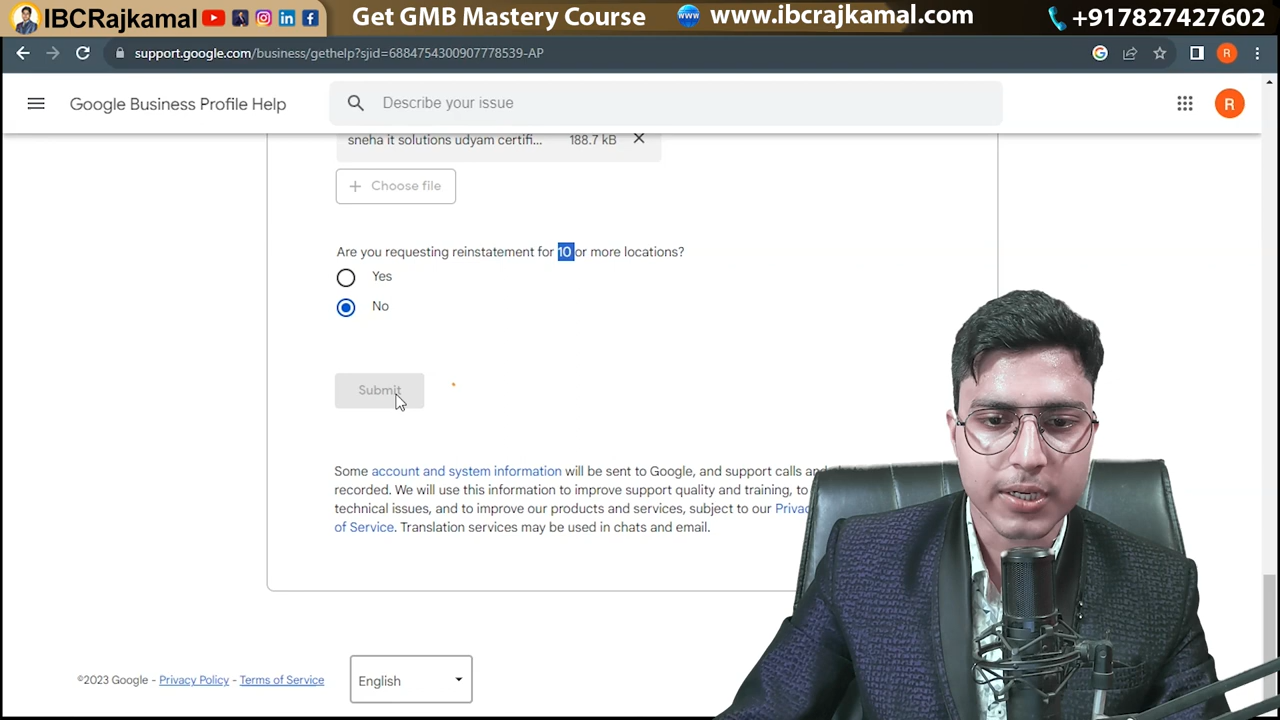 IBCRajkamal
Get GMB Mastery Course
www.ibcrajkamal.com
+917827427602
support.google.com/business/gethelp?sjid=6884754300907778539-AP
R
Google Business Profile Help
Describe your issue
R
sneha it solutions udyam certifi... 188.7 kB
+ Choose file
Are you requesting reinstatement for 10 or more locations?
Yes
No
Submit
Some account and system information will be sent to Google, and support calls and
recorded. We will use this information to improve support quality and training, to
technical issues, and to improve our products and services, subject to our Privac
of Service. Translation services may be used in chats and email.
©2023 Google - Privacy Policy - Terms of Service
English